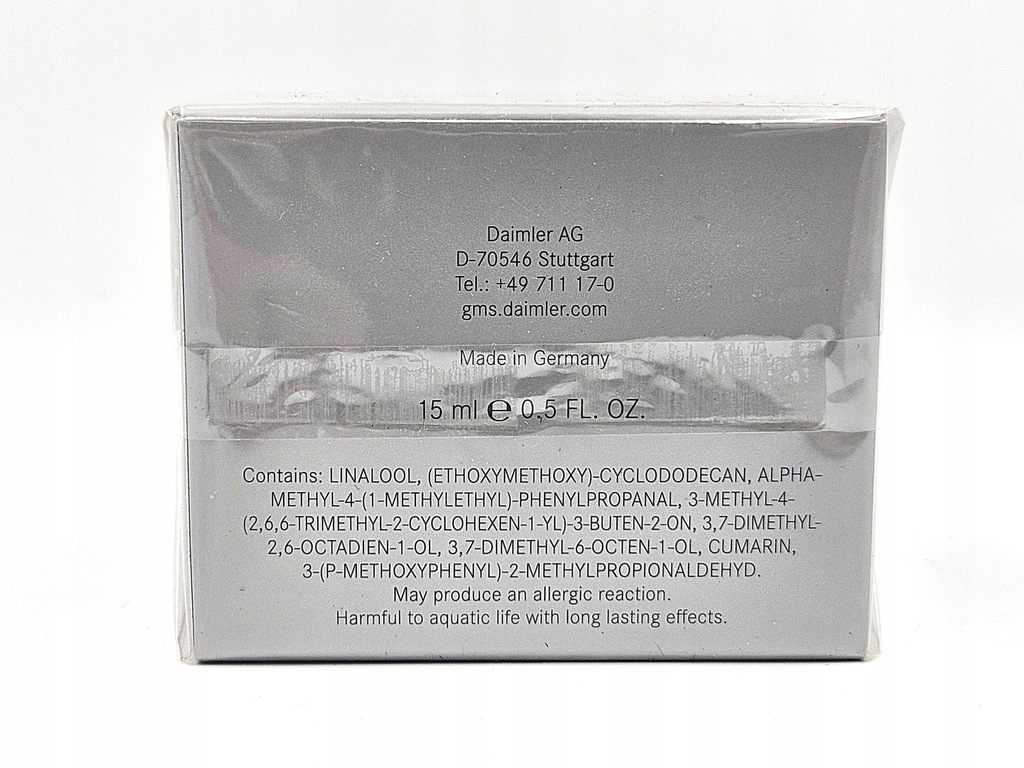 Daimler AG
D-70546 Stuttgart
Tel.: +49 711 17-0
gms.daimler.com
Made in Germany
15 ml ℮ 0,5 FL. OZ.
Contains: LINALOOL, (ETHOXYMETHOXY)-CYCLODODECAN, ALPHA-
METHYL-4-(1-METHYLETHYL)-PHENYLPROPANAL, 3-METHYL-4-
(2,6,6-TRIMETHYL-2-CYCLOHEXEN-1-YL)-3-BUTEN-2-ON, 3,7-DIMETHYL-
2,6-OCTADIEN-1-OL, 3,7-DIMETHYL-6-OCTEN-1-OL, CUMARIN,
3-(P-METHOXYPHENYL)-2-METHYLPROPIONALDEHYD.
May produce an allergic reaction.
Harmful to aquatic life with long lasting effects.